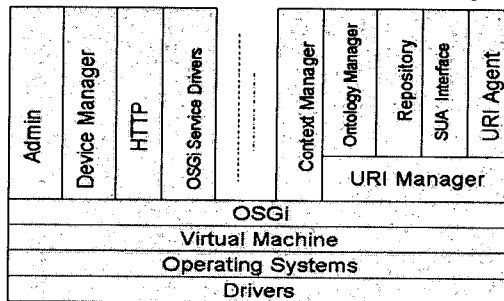 Admin
Device Manager
HTTP
OSGi Service Drivers
Context Manager
Ontology Manager
Repository
SUA Interface
URI Agent
URI Manager
OSGi
Virtual Machine
Operating Systems
Drivers